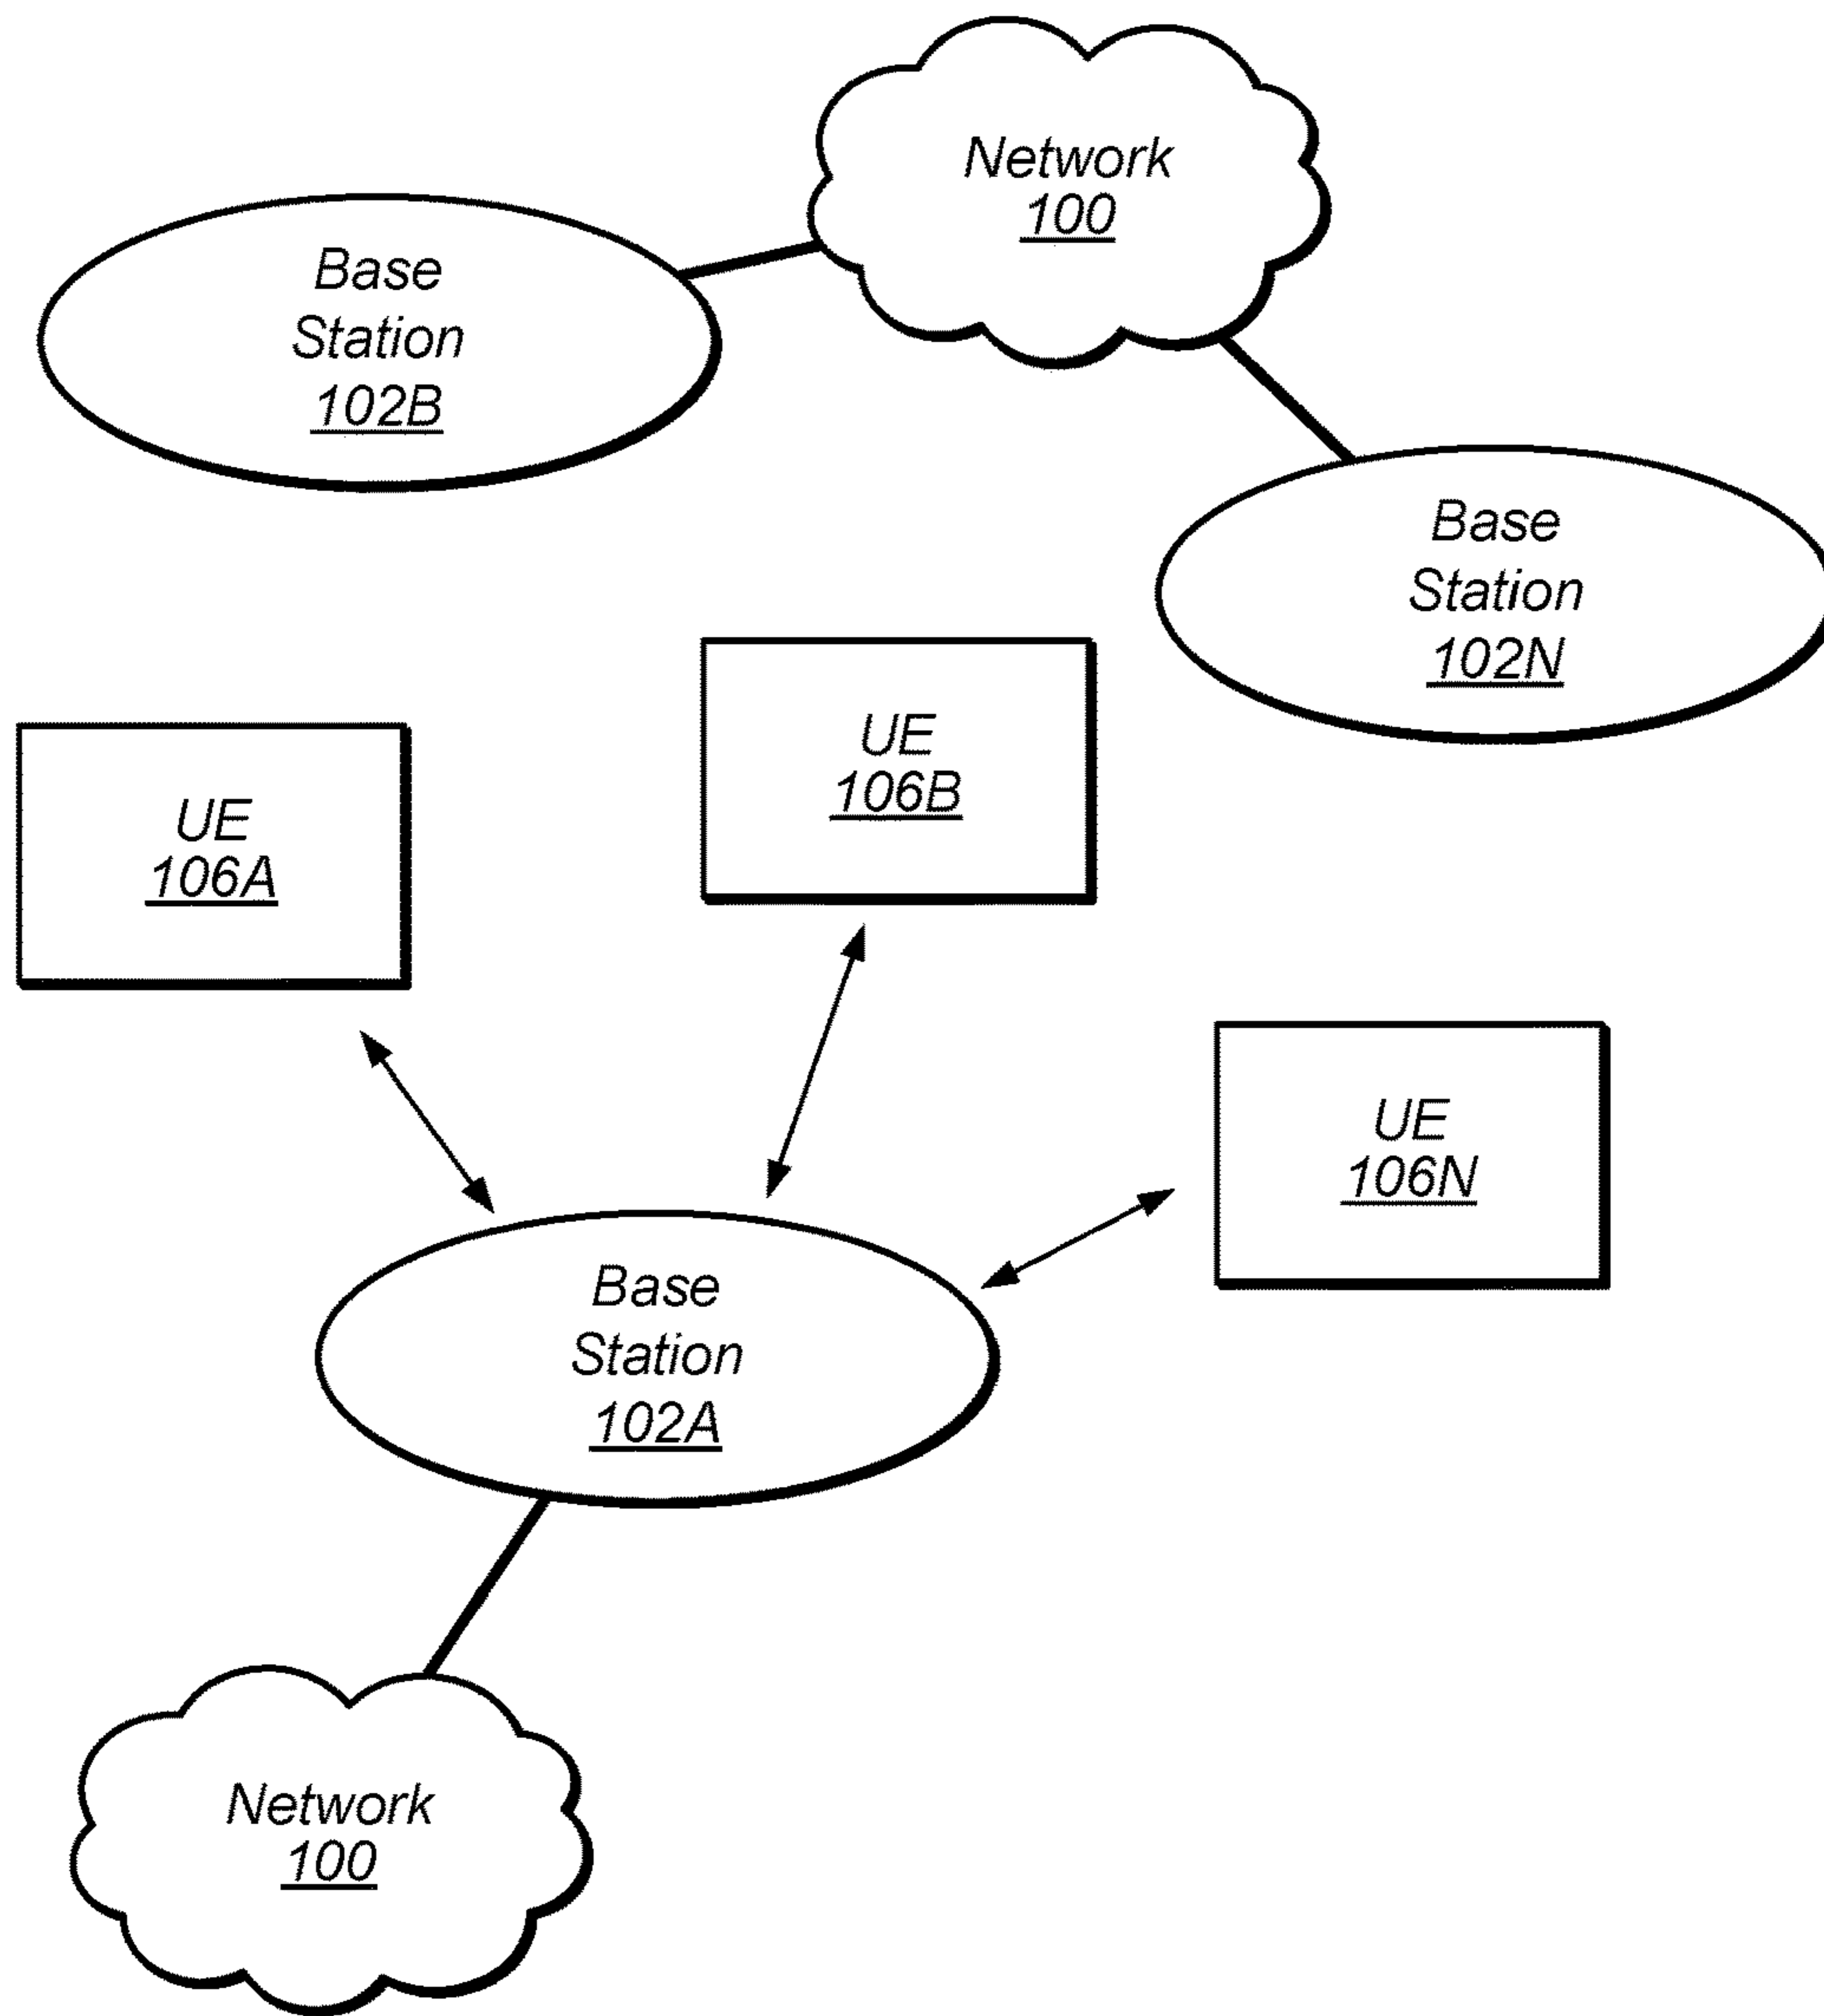 Network
100
Base
Station
102B
Base
Station
102N
UE
106B
UE
106A
UE
106N
Base
Station
102A
Network
100